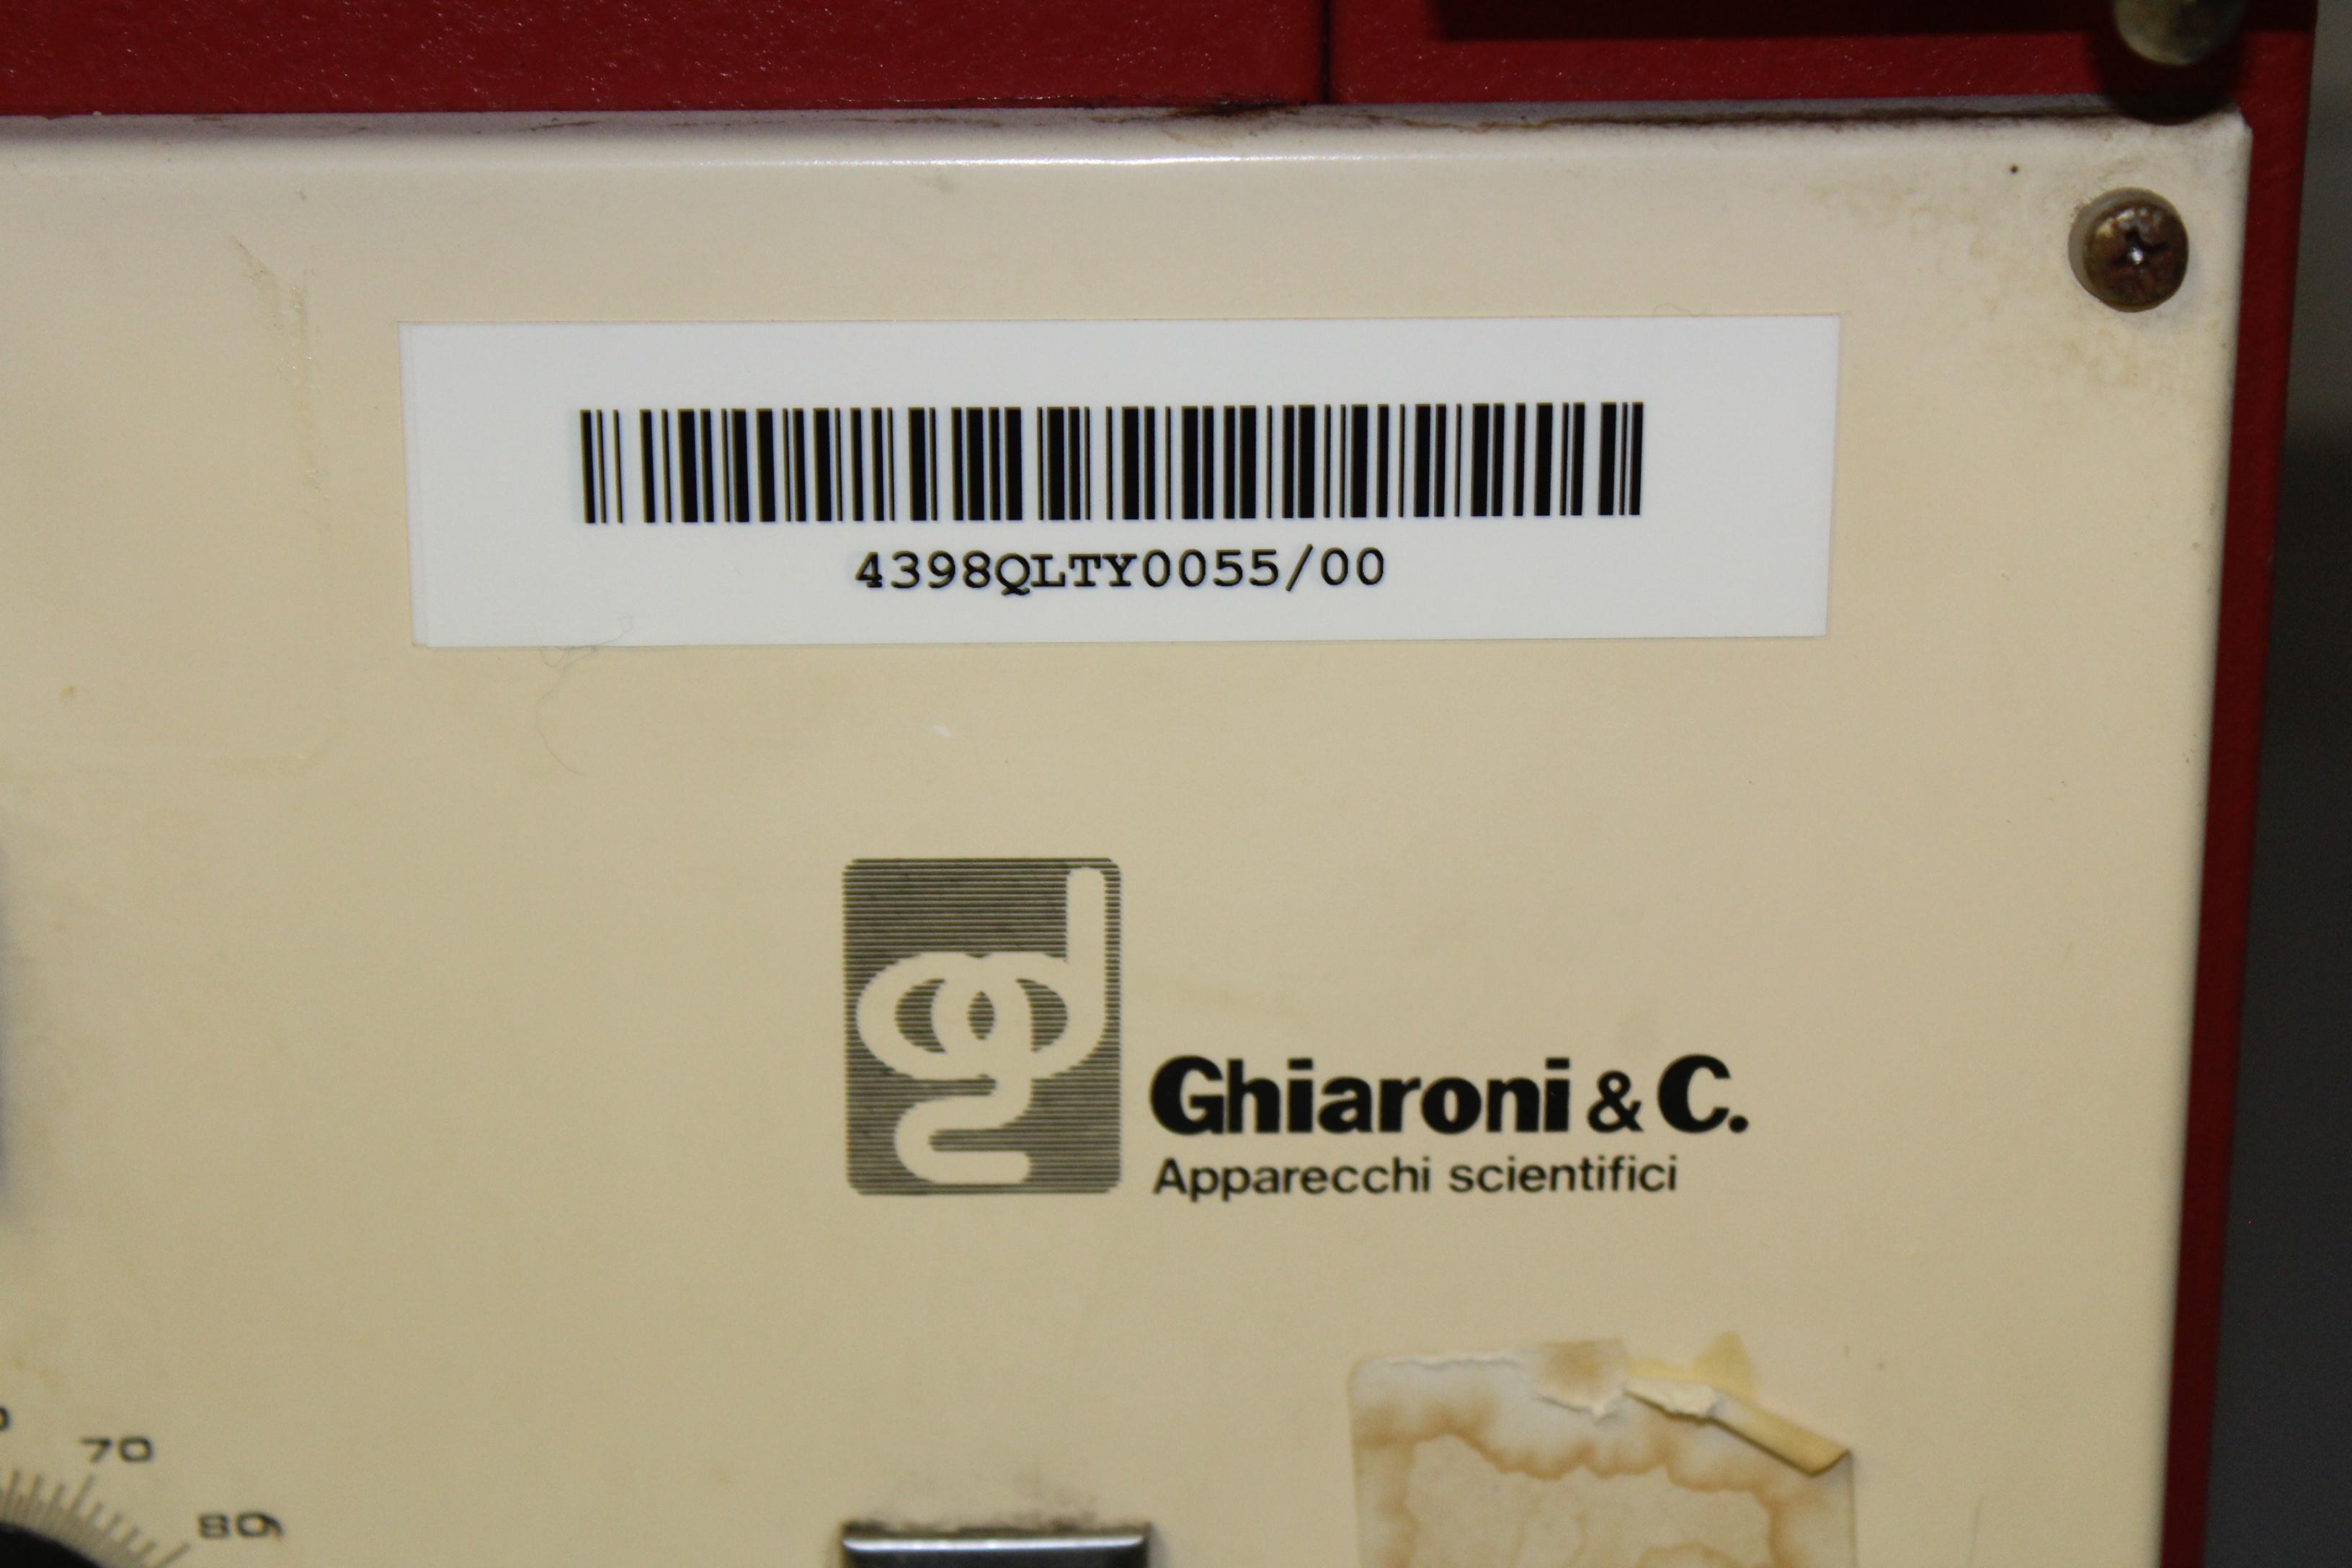 4398QLTY0055/00
Ghiaroni & C.
Apparecchi scientifici
70
80